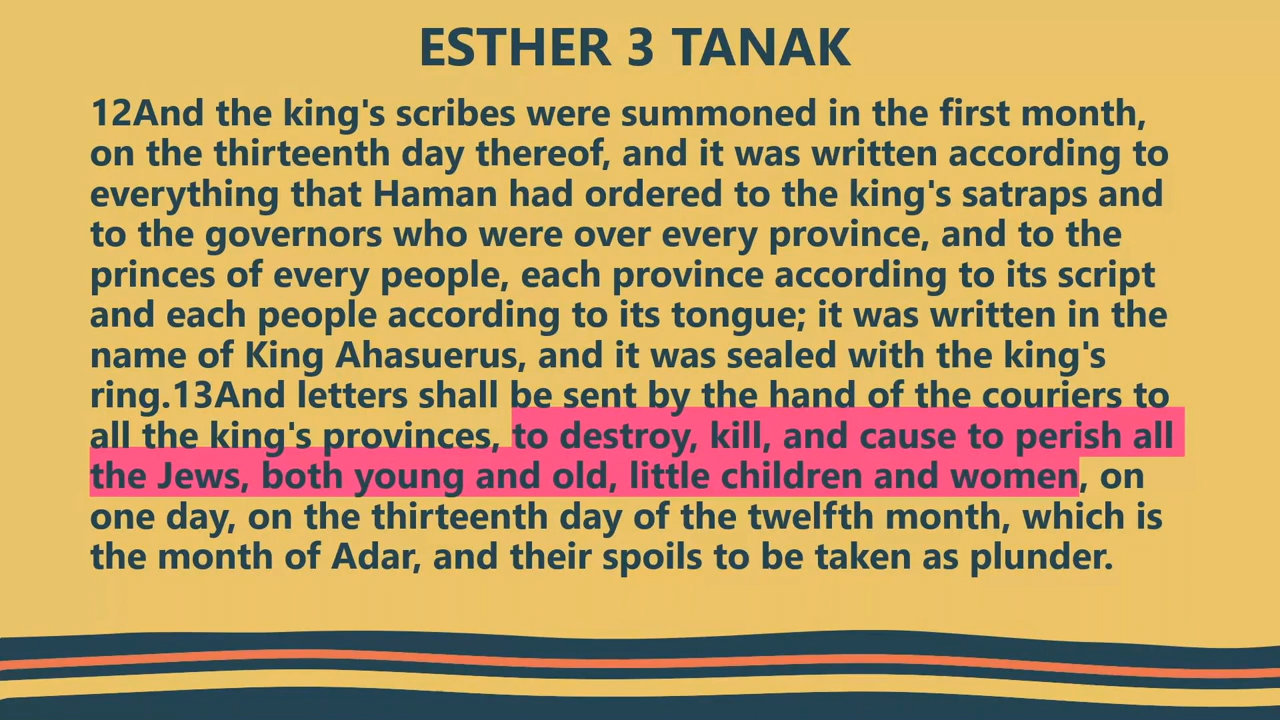 ESTHER 3 TANAK
12And the king's scribes were summoned in the first month,
on the thirteenth day thereof, and it was written according to
everything that Haman had ordered to the king's satraps and
to the governors who were over every province, and to the
princes of every people, each province according to its script
and each people according to its tongue; it was written in the
name of King Ahasuerus, and it was sealed with the king's
ring.13And letters shall be sent by the hand of the couriers to
all the king's provinces, to destroy, kill, and cause to perish all
the Jews, both young and old, little children and women, on
one day, on the thirteenth day of the twelfth month, which is
the month of Adar, and their spoils to be taken as plunder.